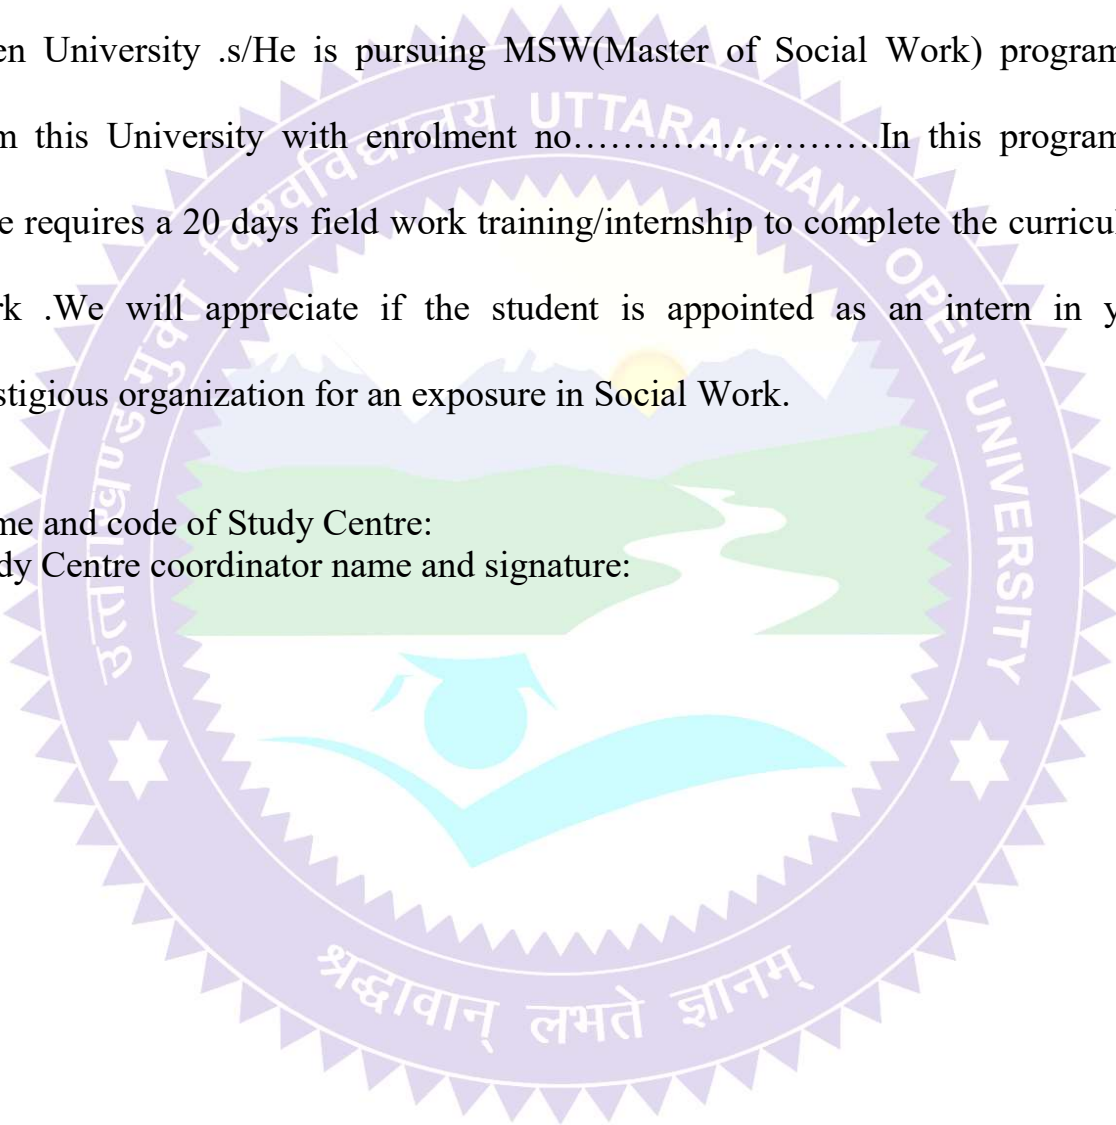 en University .s/He is pursuing MSW(Master of Social Work) program
m this University with enrolment no…………………….In this program
e requires a 20 days field work training/internship to complete the curricul
rk .We will appreciate if the student is appointed as an intern in y
stigious organization for an exposure in Social Work.
me and code of Study Centre:
dy Centre coordinator name and signature:
उत्तराखण्ड मुक्त विश्वविद्यालय UTTARAKHAND OPEN UNIVERSITY
श्रद्धावान् लभते ज्ञानम्